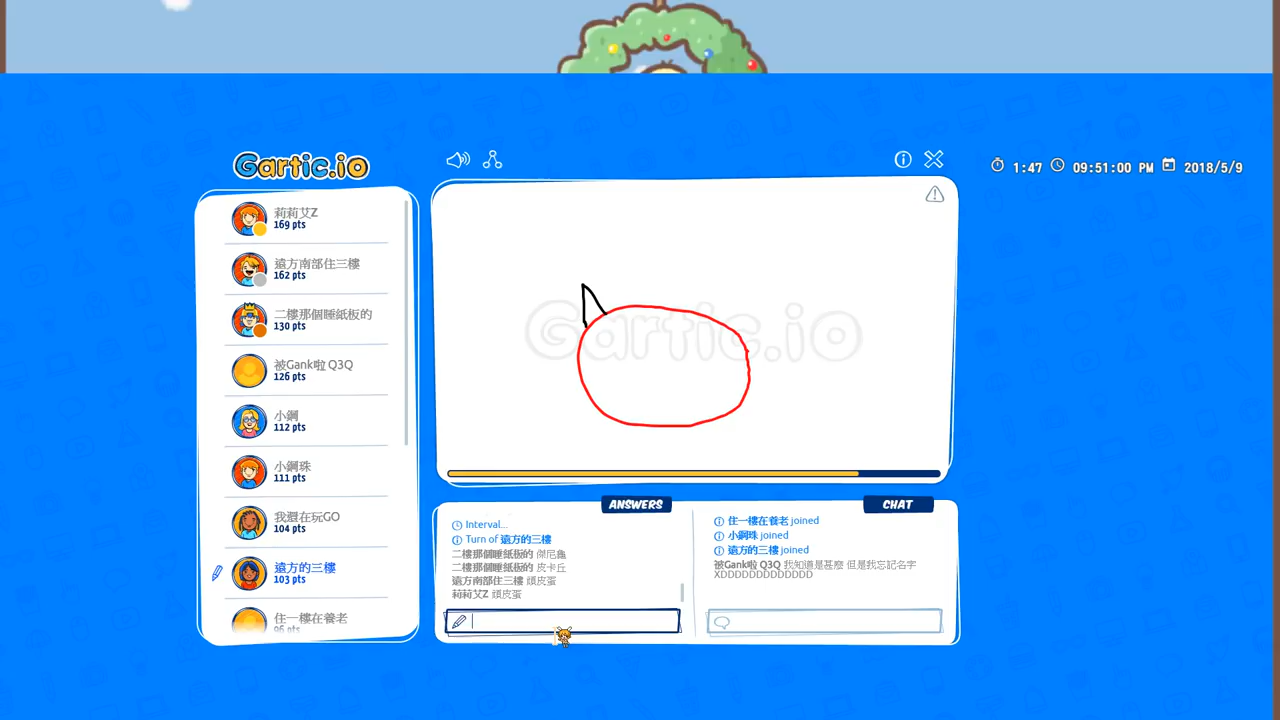 Gartic.io
1:47 09:51:00 PM 2018/5/9
莉莉艾Z
169 pts
遠方南部住三樓
162 pts
二樓那個睡紙板的
130 pts
被Gank啦 Q3Q
126 pts
小鋼
112 pts
小鋼珠
111 pts
我還在玩GO
104 pts
遠方的三樓
103 pts
住一樓在養老
96 pts
Gartic.io
ANSWERS
Interval...
Turn of 遠方的三樓
二樓那個睡紙板的 傑尼龜
二樓那個睡紙板的 皮卡丘
遠方南部住三樓 頑皮蛋
莉莉艾Z 頑皮蛋
CHAT
住一樓在養老 joined
小鋼珠 joined
遠方的三樓 joined
被Gank啦 Q3Q 我知道是甚麼 但是我忘記名字
XDDDDDDDDDDDDDD